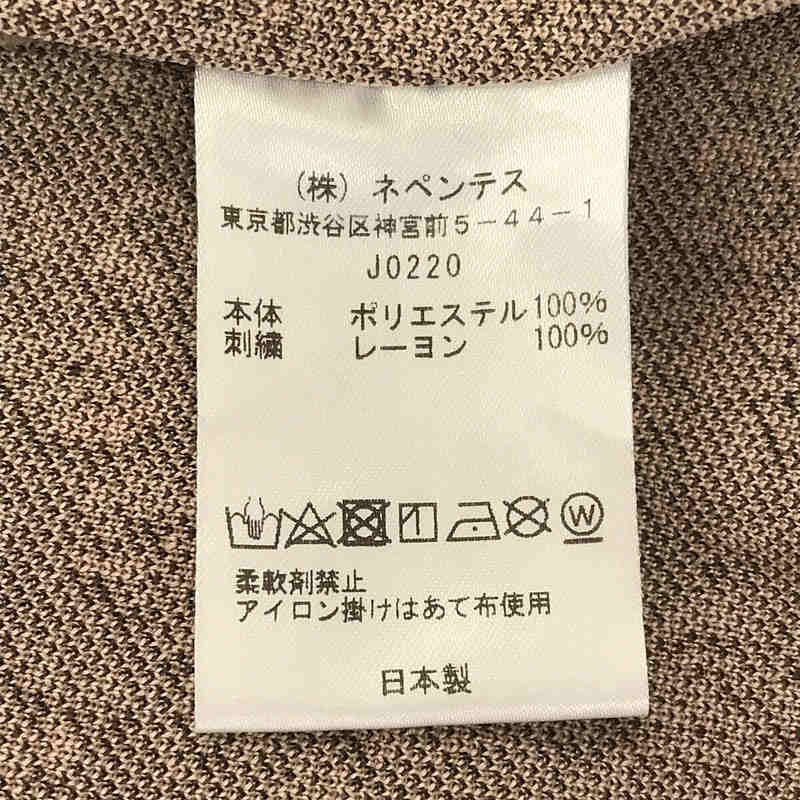 (株) ネペンテス
東京都渋谷区神宮前5-44-1
J0220
本体 ポリエステル100%
刺繍 レーヨン 100%
W
柔軟剤禁止
アイロン掛けはあて布使用
日本製